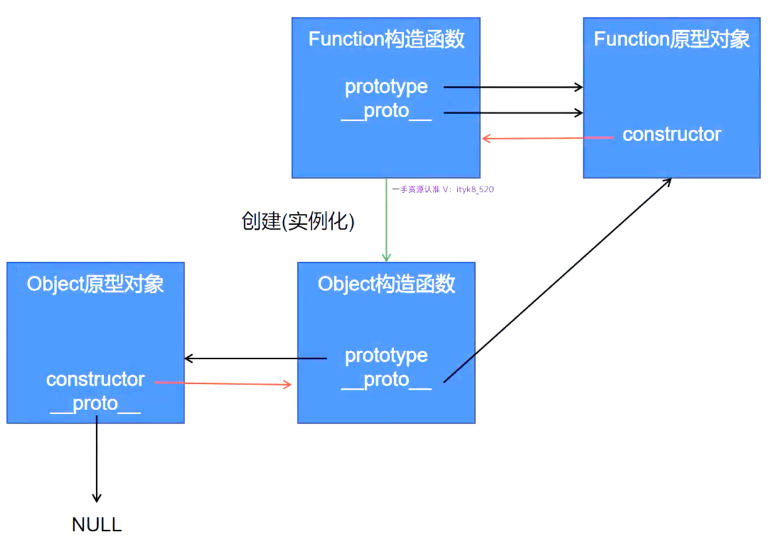 Function构造函数
prototype
__proto__
Function原型对象
constructor
一手资源认准 V：ityk8_520
创建(实例化)
Object原型对象
constructor
__proto__
Object构造函数
prototype
__proto__
NULL